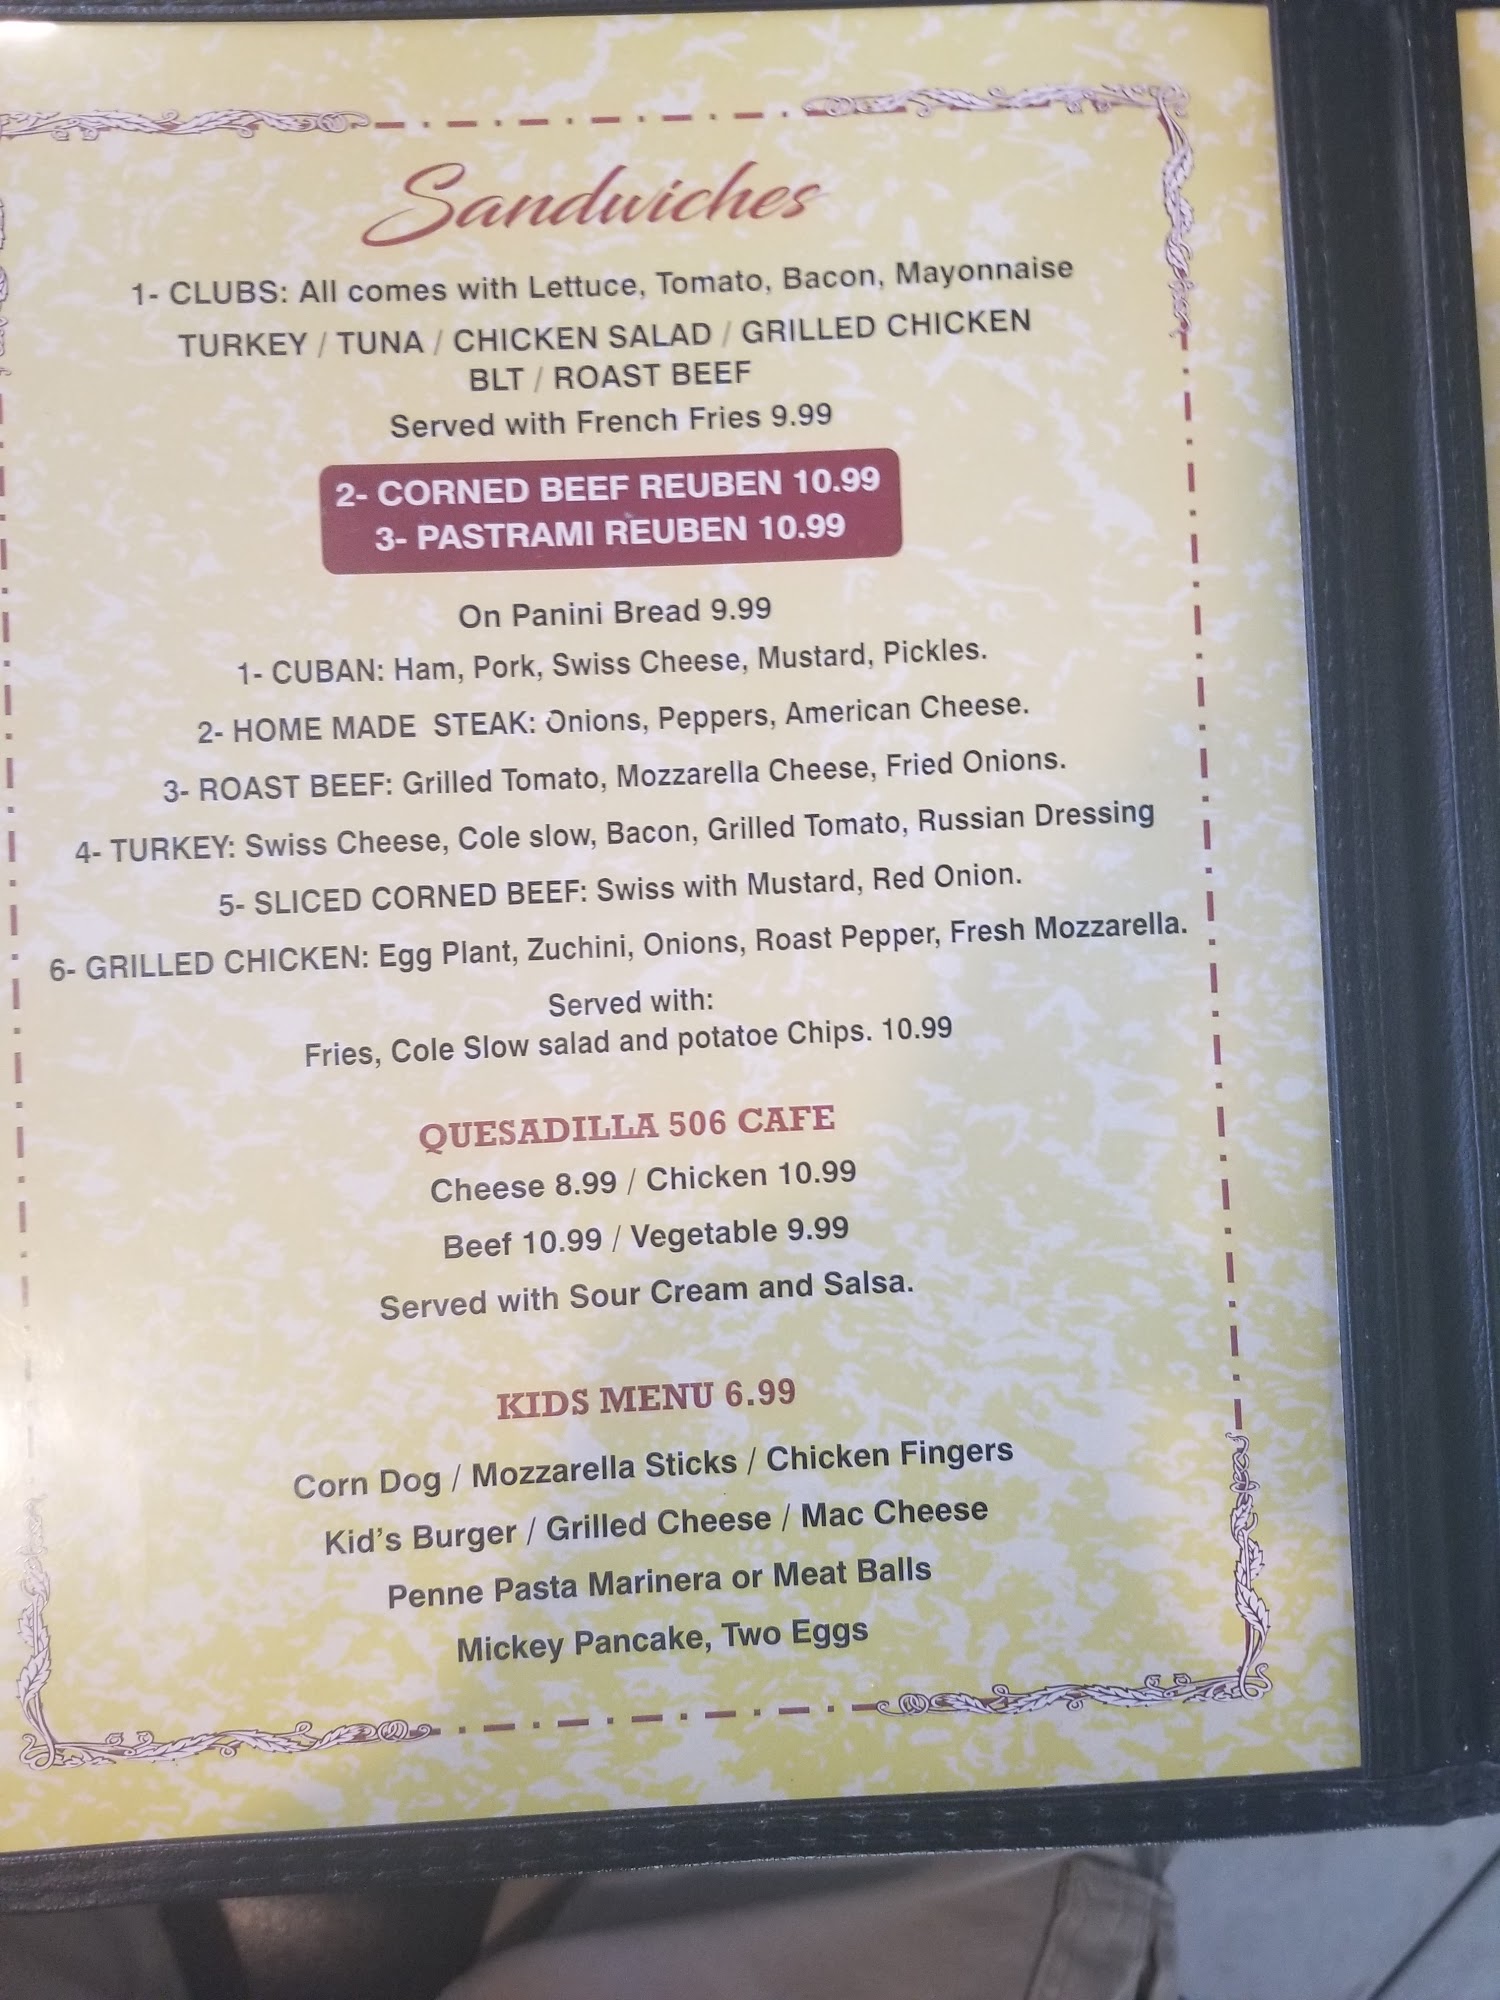 Sandwiches
1- CLUBS: All comes with Lettuce, Tomato, Bacon, Mayonnaise
TURKEY / TUNA / CHICKEN SALAD / GRILLED CHICKEN
BLT / ROAST BEEF
Served with French Fries 9.99
2- CORNED BEEF REUBEN 10.99
3- PASTRAMI REUBEN 10.99
On Panini Bread 9.99
1- CUBAN: Ham, Pork, Swiss Cheese, Mustard, Pickles.
2- HOME MADE STEAK: Onions, Peppers, American Cheese.
3- ROAST BEEF: Grilled Tomato, Mozzarella Cheese, Fried Onions.
4- TURKEY: Swiss Cheese, Cole slow, Bacon, Grilled Tomato, Russian Dressing
5- SLICED CORNED BEEF: Swiss with Mustard, Red Onion.
6- GRILLED CHICKEN: Egg Plant, Zuchini, Onions, Roast Pepper, Fresh Mozzarella.
Served with:
Fries, Cole Slow salad and potatoe Chips. 10.99
QUESADILLA 506 CAFE
Cheese 8.99 / Chicken 10.99
Beef 10.99 / Vegetable 9.99
Served with Sour Cream and Salsa.
KIDS MENU 6.99
Corn Dog / Mozzarella Sticks / Chicken Fingers
Kid's Burger / Grilled Cheese / Mac Cheese
Penne Pasta Marinera or Meat Balls
Mickey Pancake, Two Eggs